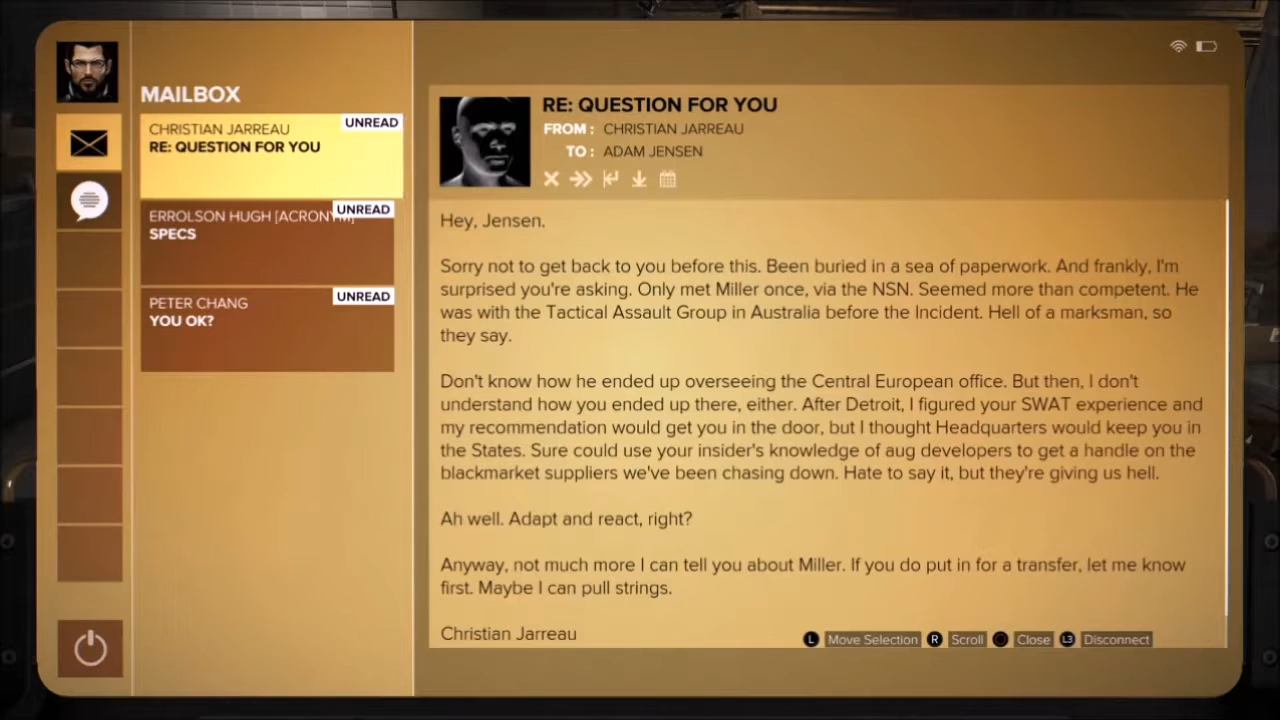 MAILBOX
CHRISTIAN JARREAU
UNREAD
RE: QUESTION FOR YOU
ERROLSON HUGH [ACRONYM]
UNREAD
SPECS
PETER CHANG
UNREAD
YOU OK?
RE: QUESTION FOR YOU
FROM : CHRISTIAN JARREAU
TO : ADAM JENSEN
Hey, Jensen.
Sorry not to get back to you before this. Been buried in a sea of paperwork. And frankly, I'm
surprised you're asking. Only met Miller once, via the NSN. Seemed more than competent. He
was with the Tactical Assault Group in Australia before the Incident. Hell of a marksman, so
they say.
Don't know how he ended up overseeing the Central European office. But then, I don't
understand how you ended up there, either. After Detroit, I figured your SWAT experience and
my recommendation would get you in the door, but I thought Headquarters would keep you in
the States. Sure could use your insider's knowledge of aug developers to get a handle on the
blackmarket suppliers we've been chasing down. Hate to say it, but they're giving us hell.
Ah well. Adapt and react, right?
Anyway, not much more I can tell you about Miller. If you do put in for a transfer, let me know
first. Maybe I can pull strings.
Christian Jarreau
L Move Selection R Scroll Close L3 Disconnect